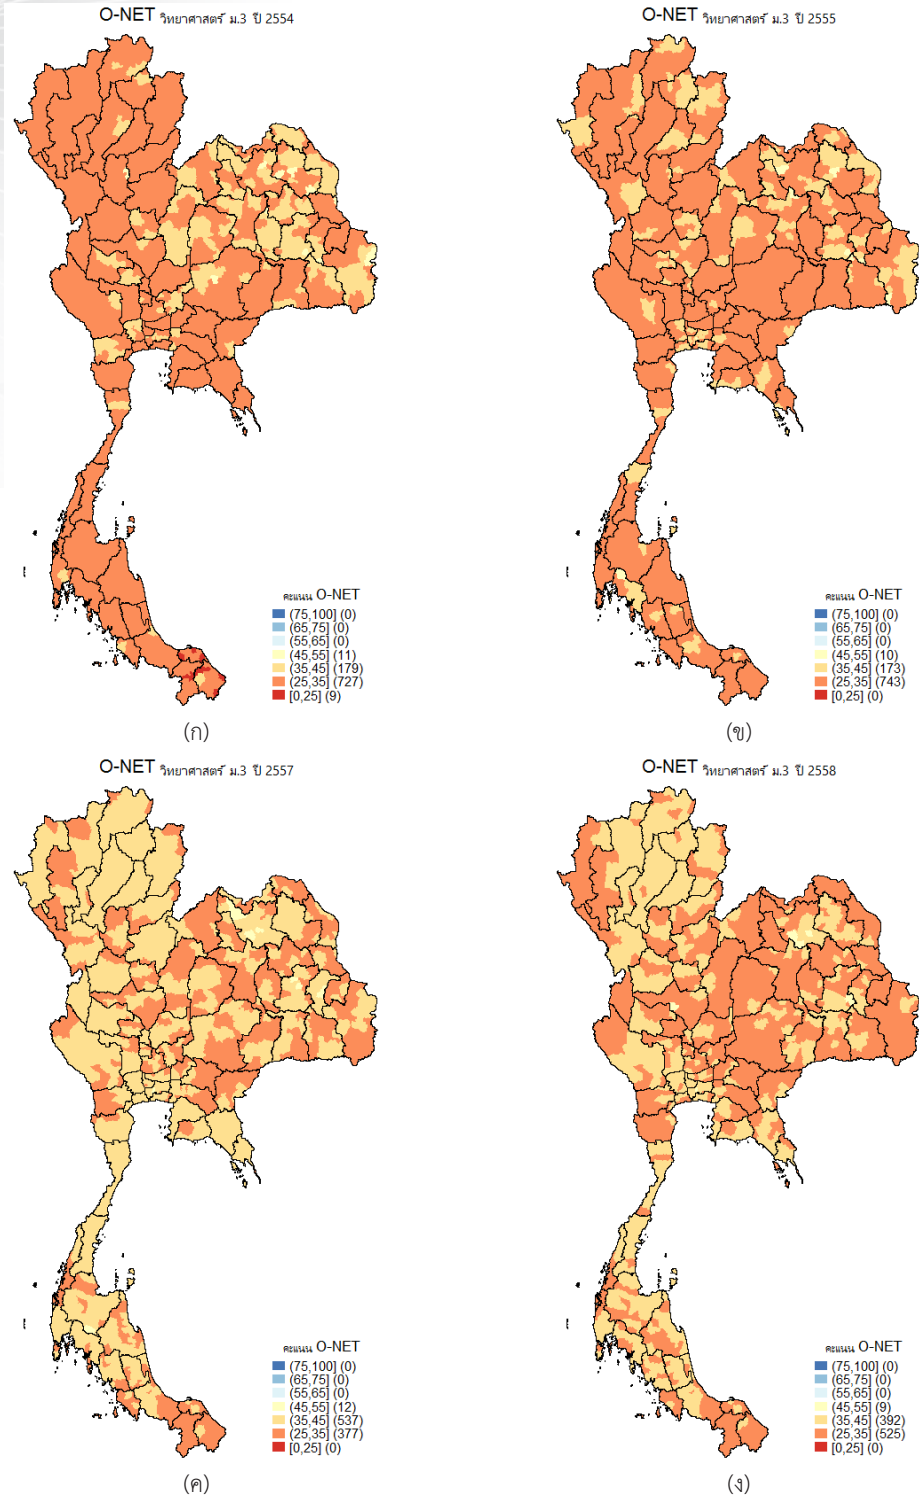 O-NET วิทยาศาสตร์ ม.3 ปี 2554
คะแนน O-NET
(75,100] (0)
(65,75] (0)
(55,65] (0)
(45,55] (11)
(35,45] (179)
(25,35] (727)
[0,25] (9)
(ก)
O-NET วิทยาศาสตร์ ม.3 ปี 2555
คะแนน O-NET
(75,100] (0)
(65,75] (0)
(55,65] (0)
(45,55] (10)
(35,45] (173)
(25,35] (743)
[0,25] (0)
(ข)
O-NET วิทยาศาสตร์ ม.3 ปี 2557
คะแนน O-NET
(75,100] (0)
(65,75] (0)
(55,65] (0)
(45,55] (12)
(35,45] (537)
(25,35] (377)
[0,25] (0)
(ค)
O-NET วิทยาศาสตร์ ม.3 ปี 2558
คะแนน O-NET
(75,100] (0)
(65,75] (0)
(55,65] (0)
(45,55] (9)
(35,45] (392)
(25,35] (525)
[0,25] (0)
(ง)